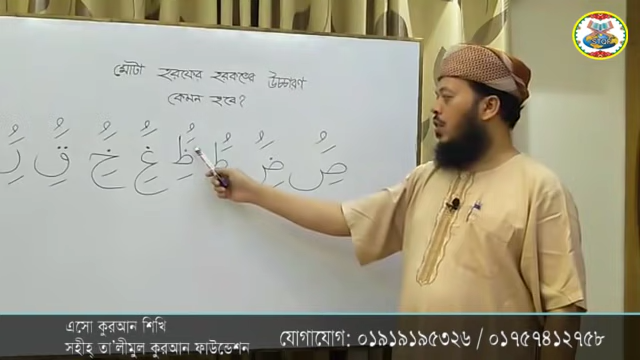 মোটা হরফের হরকতের উচ্চারণ
কেমন হবে?
صِ ضِ طِ ظِ غِ خِ قِ رِ
এসো কুরআন শিখি
সহীহ্ তা'লীমুল কুরআন ফাউন্ডেশন
যোগাযোগ: ০১৯১৯১৯৫৩২৬ / ০১৭৫৭৪১২৭৫৮